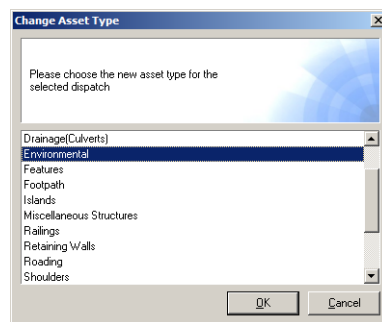 Change Asset Type
Please choose the new asset type for the
selected dispatch
Drainage(Culverts)
Environmental
Features
Footpath
Islands
Miscellaneous Structures
Railings
Retaining Walls
Roading
Shoulders
OK
Cancel